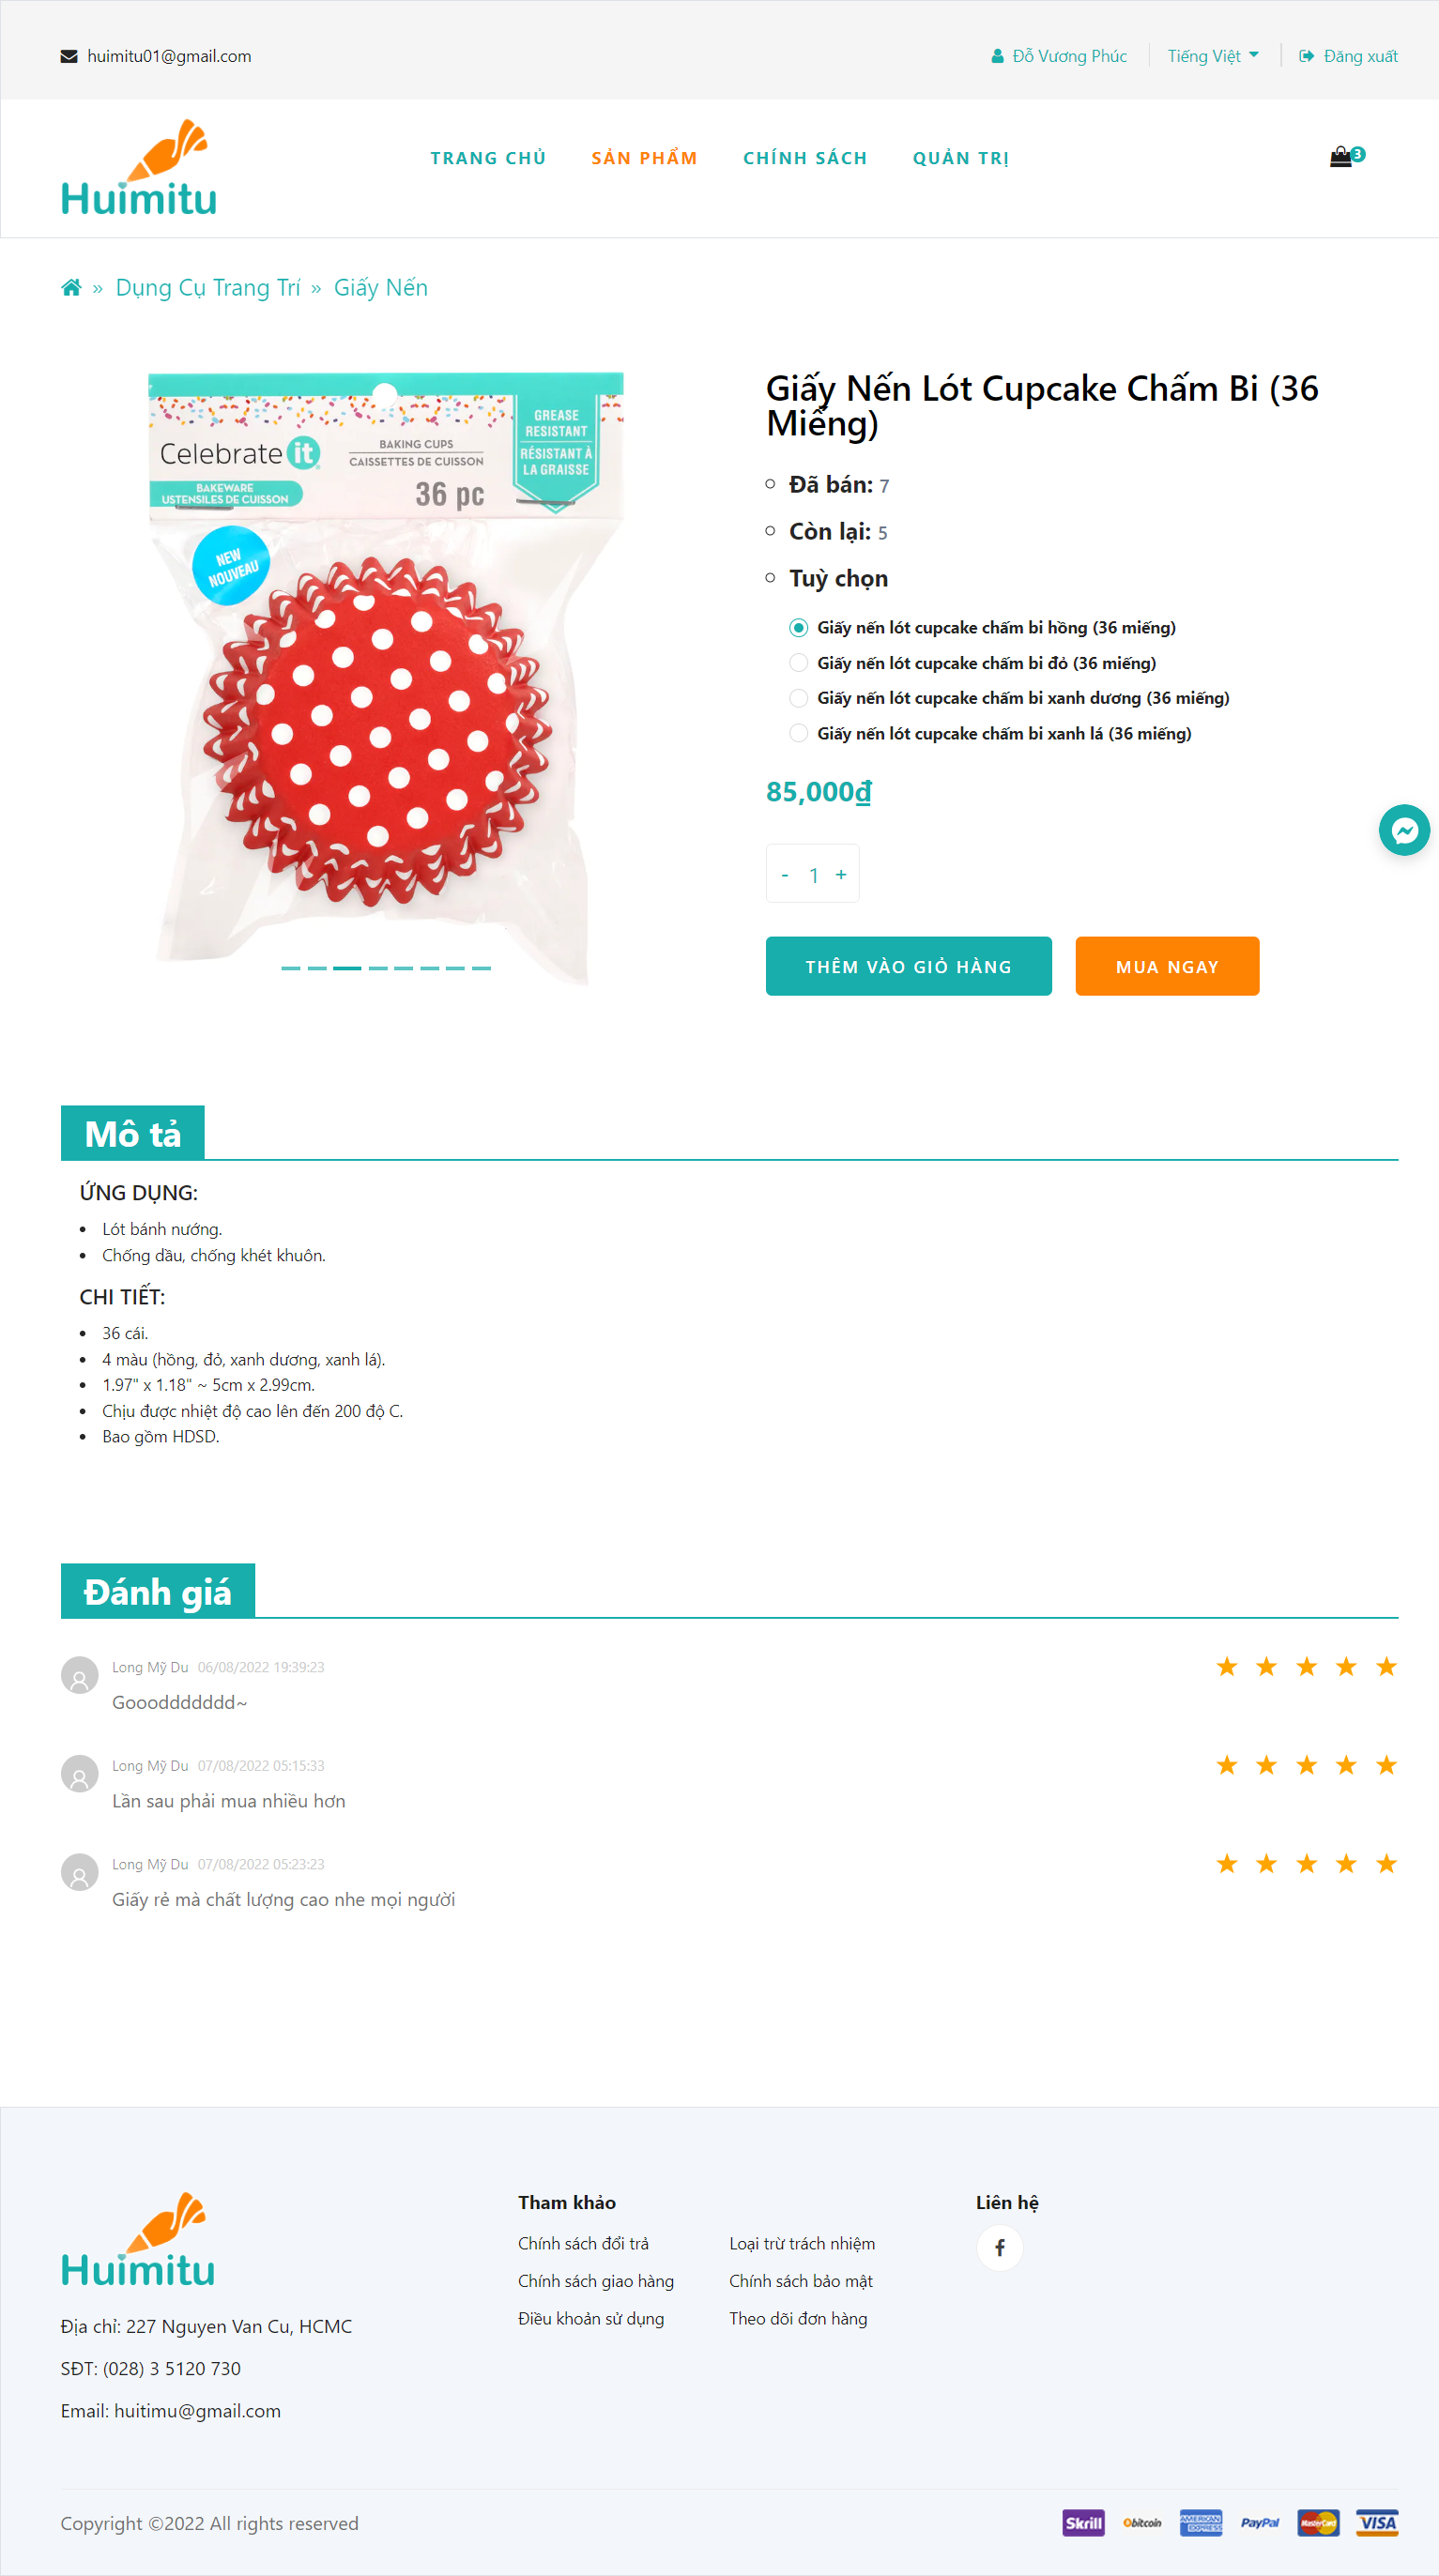 huimitu01@gmail.com
Đỗ Vương Phúc
Tiếng Việt
Đăng xuất
Huimitu
TRANG CHỦ
SẢN PHẨM
CHÍNH SÁCH
QUẢN TRỊ
3
» Dụng Cụ Trang Trí » Giấy Nến
Celebrate it
BAKING CUPS
CAISSETTES DE CUISSON
36 pc
BAKEWARE
USTENSILES DE CUISSON
GREASE
RESISTANT
RÉSISTANT À
LA GRAISSE
NEW
NOUVEAU
Giấy Nến Lót Cupcake Chấm Bi (36
Miếng)
Đã bán: 7
Còn lại: 5
Tuỳ chọn
Giấy nến lót cupcake chấm bi hồng (36 miếng)
Giấy nến lót cupcake chấm bi đỏ (36 miếng)
Giấy nến lót cupcake chấm bi xanh dương (36 miếng)
Giấy nến lót cupcake chấm bi xanh lá (36 miếng)
85,000₫
- 1 +
THÊM VÀO GIỎ HÀNG
MUA NGAY
Mô tả
ỨNG DỤNG:
Lót bánh nướng.
Chống dầu, chống khét khuôn.
CHI TIẾT:
36 cái.
4 màu (hồng, đỏ, xanh dương, xanh lá).
1.97" x 1.18" ~ 5cm x 2.99cm.
Chịu được nhiệt độ cao lên đến 200 độ C.
Bao gồm HDSD.
Đánh giá
Long Mỹ Du 06/08/2022 19:39:23
Gooodddddd~
Long Mỹ Du 07/08/2022 05:15:33
Lần sau phải mua nhiều hơn
Long Mỹ Du 07/08/2022 05:23:23
Giấy rẻ mà chất lượng cao nhe mọi người
Huimitu
Địa chỉ: 227 Nguyen Van Cu, HCMC
SĐT: (028) 3 5120 730
Email: huitimu@gmail.com
Tham khảo
Chính sách đổi trả
Chính sách giao hàng
Điều khoản sử dụng
Loại trừ trách nhiệm
Chính sách bảo mật
Theo dõi đơn hàng
Liên hệ
Copyright ©2022 All rights reserved
Skrill
bitcoin
AMERICAN
EXPRESS
PayPal
MasterCard
VISA